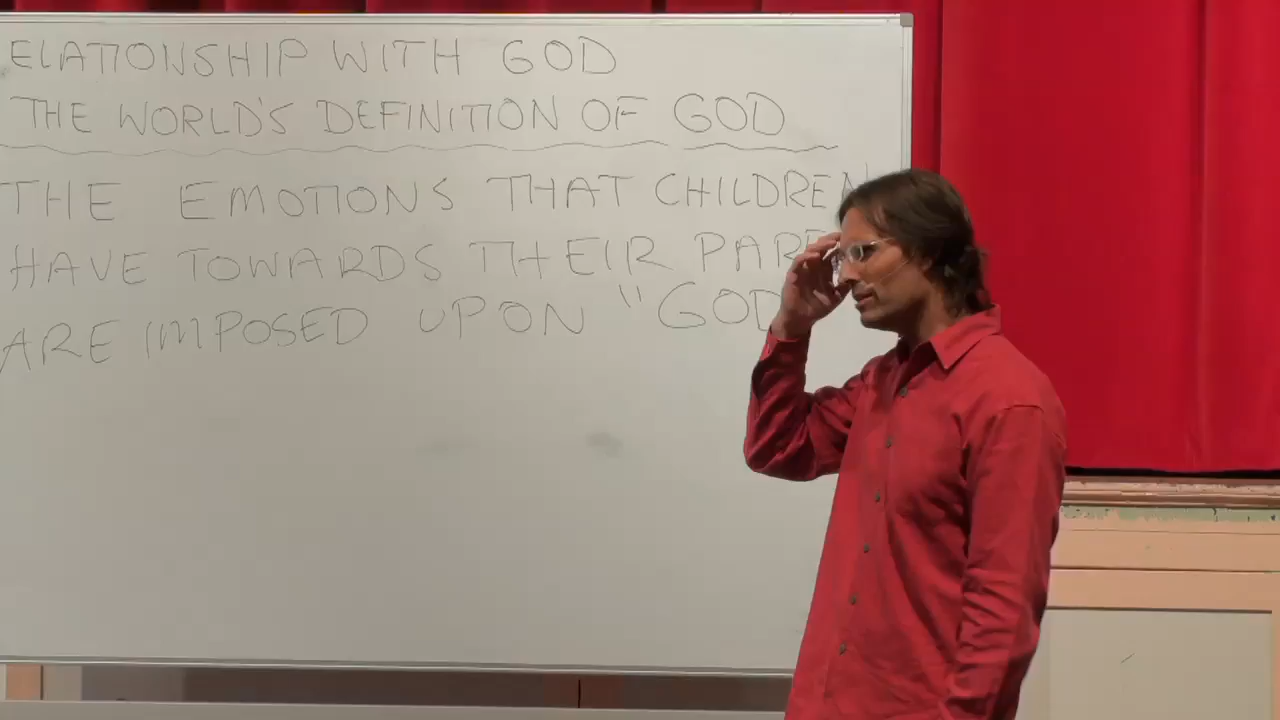 ELATIONSHIP WITH GOD
THE WORLD'S DEFINITION OF GOD
THE EMOTIONS THAT CHILDREN
HAVE TOWARDS THEIR PARE
ARE IMPOSED UPON "GOD